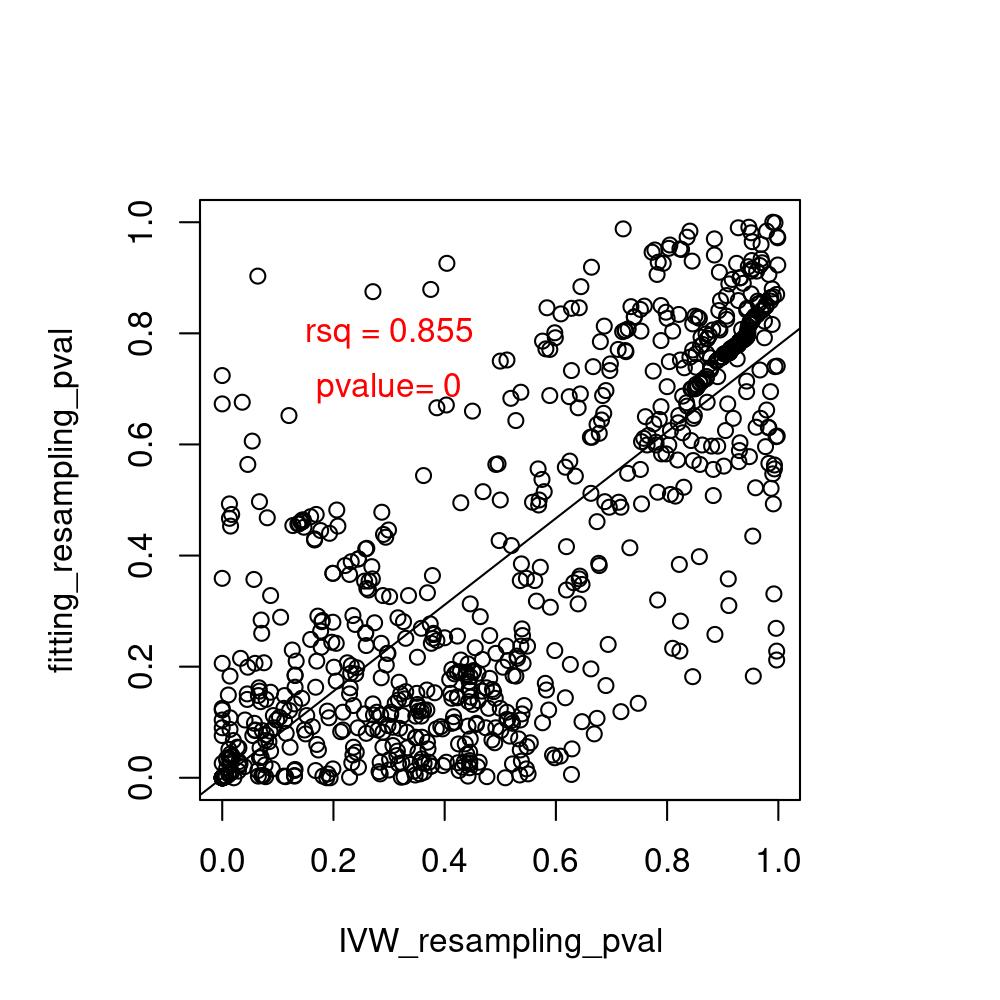 1.0
0.8
0.6
0.4
0.2
0.0
fitting_resampling_pval
rsq = 0.855
pvalue= 0
0.0 0.2 0.4 0.6 0.8 1.0
IVW_resampling_pval